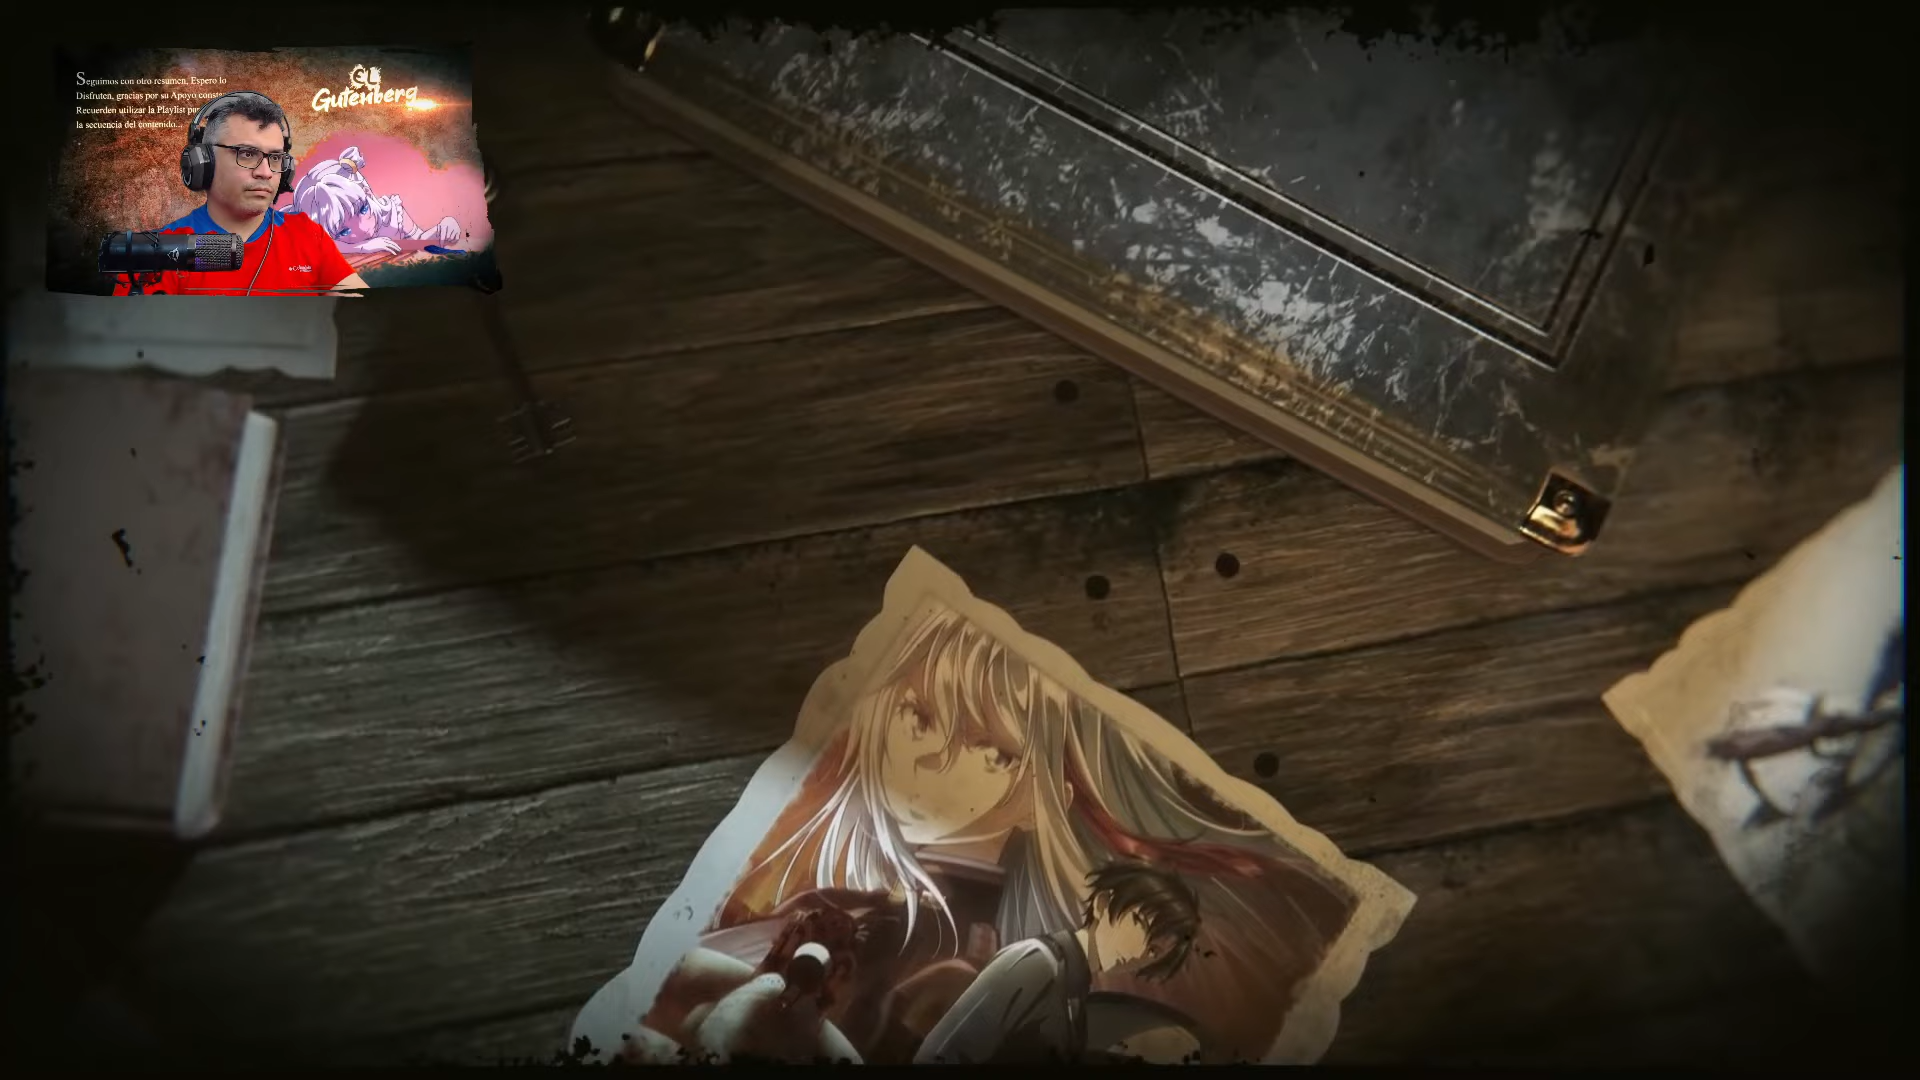 Seguimos con otro resumen, Espero lo
Disfruten, gracias por su Apoyo
Recuerden utilizar la Playlist
la secuencia del contenido...
EL
Gutenberg